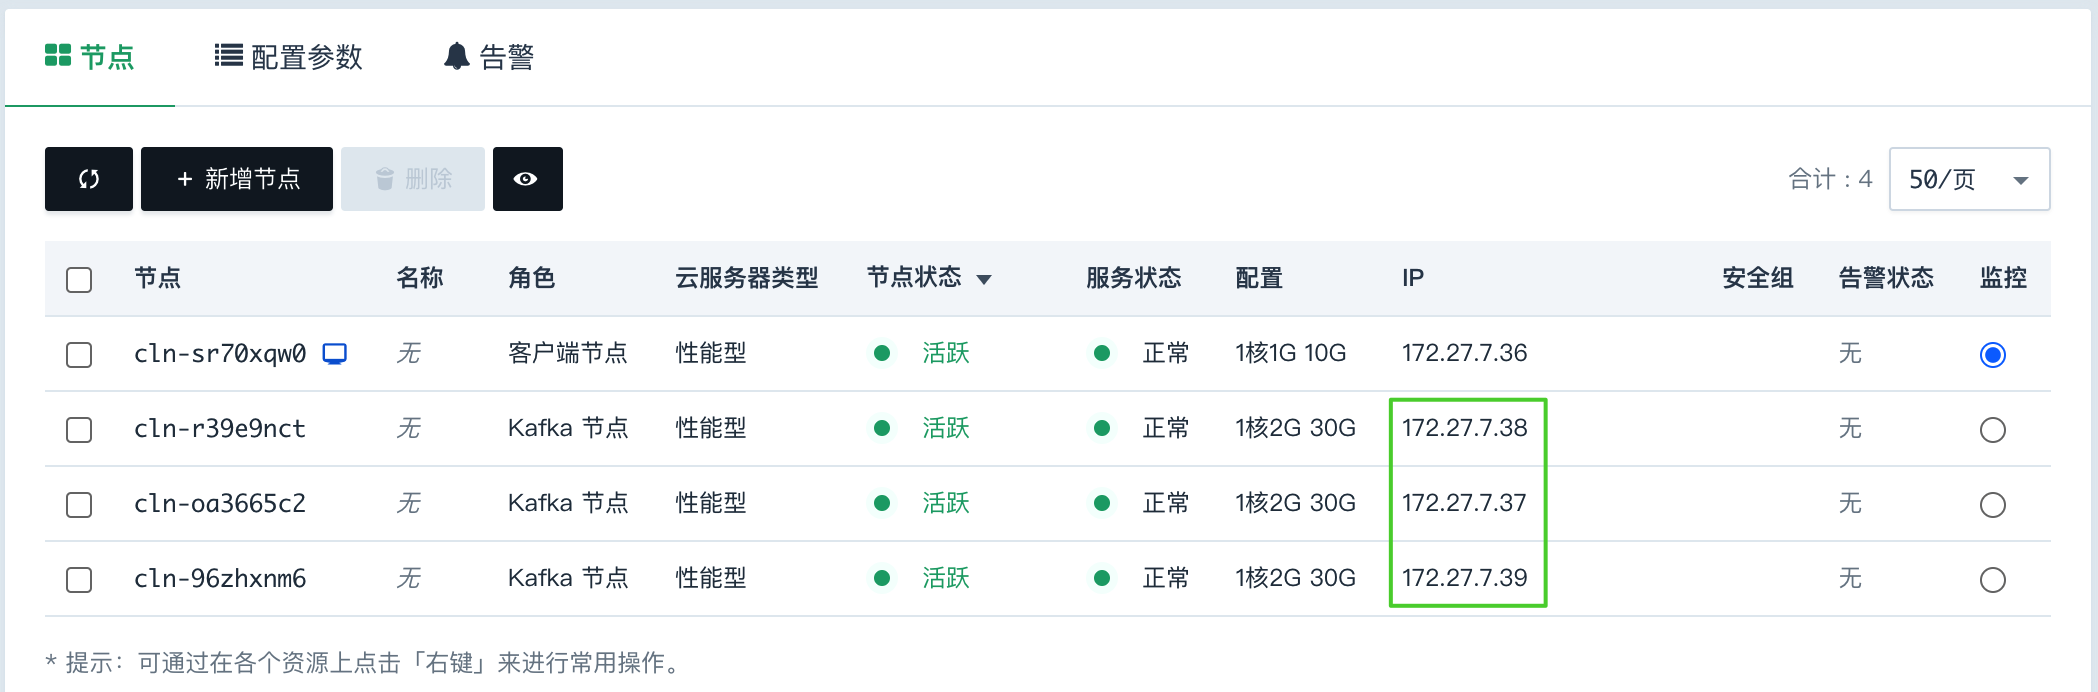 节点 配置参数 告警
+ 新增节点 删除 合计：4 50/页
节点 名称 角色 云服务器类型 节点状态 服务状态 配置 IP 安全组 告警状态 监控
cln-sr70xqw0 无 客户端节点 性能型 活跃 正常 1核1G 10G 172.27.7.36 无
cln-r39e9nct 无 Kafka 节点 性能型 活跃 正常 1核2G 30G 172.27.7.38 无
cln-oa3665c2 无 Kafka 节点 性能型 活跃 正常 1核2G 30G 172.27.7.37 无
cln-96zhxnm6 无 Kafka 节点 性能型 活跃 正常 1核2G 30G 172.27.7.39 无
* 提示：可通过在各个资源上点击「右键」来进行常用操作。